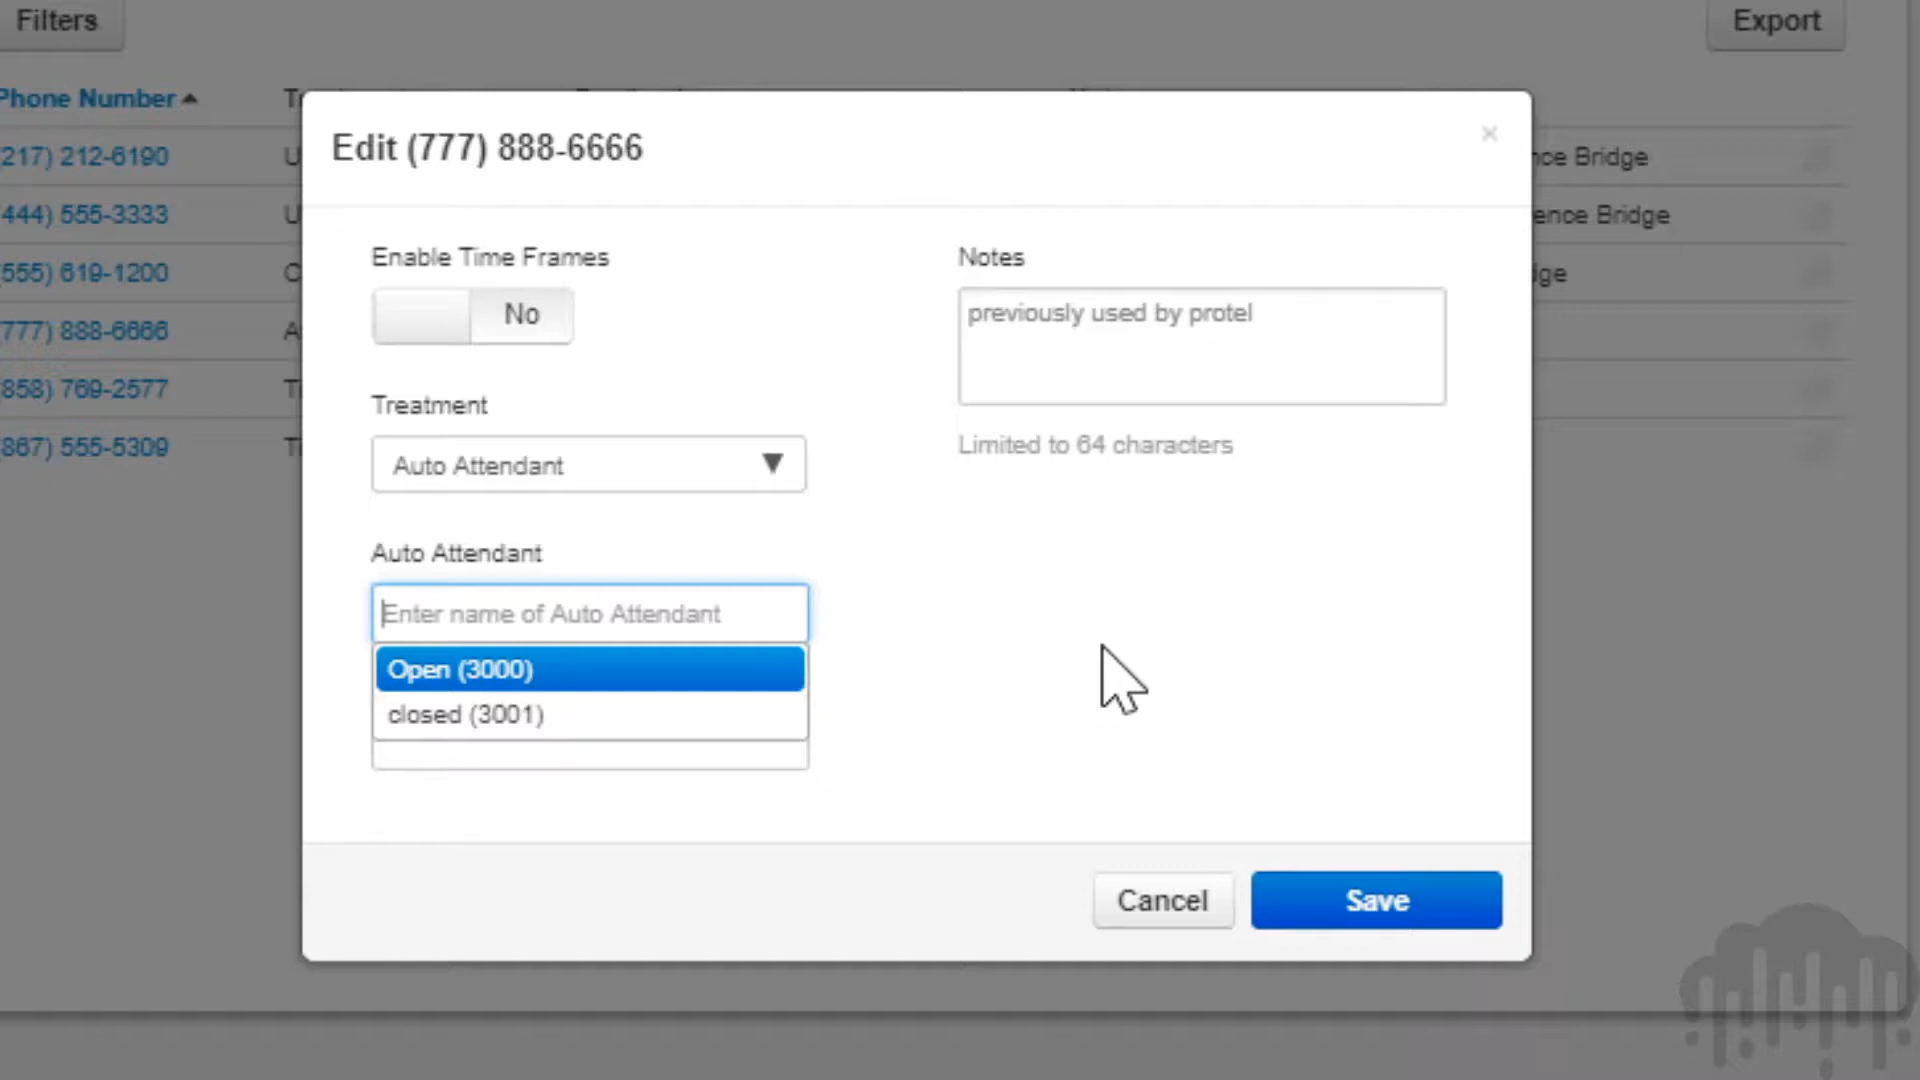 Filters
Export
Phone Number
Edit (777) 888-6666
(217) 212-6190
nce Bridge
(444) 555-3333
ence Bridge
(555) 619-1200
(777) 888-6666
(858) 769-2577
(867) 555-5309
Enable Time Frames
No
Treatment
Auto Attendant
Auto Attendant
Enter name of Auto Attendant
Open (3000)
closed (3001)
Notes
previously used by protel
Limited to 64 characters
Cancel
Save